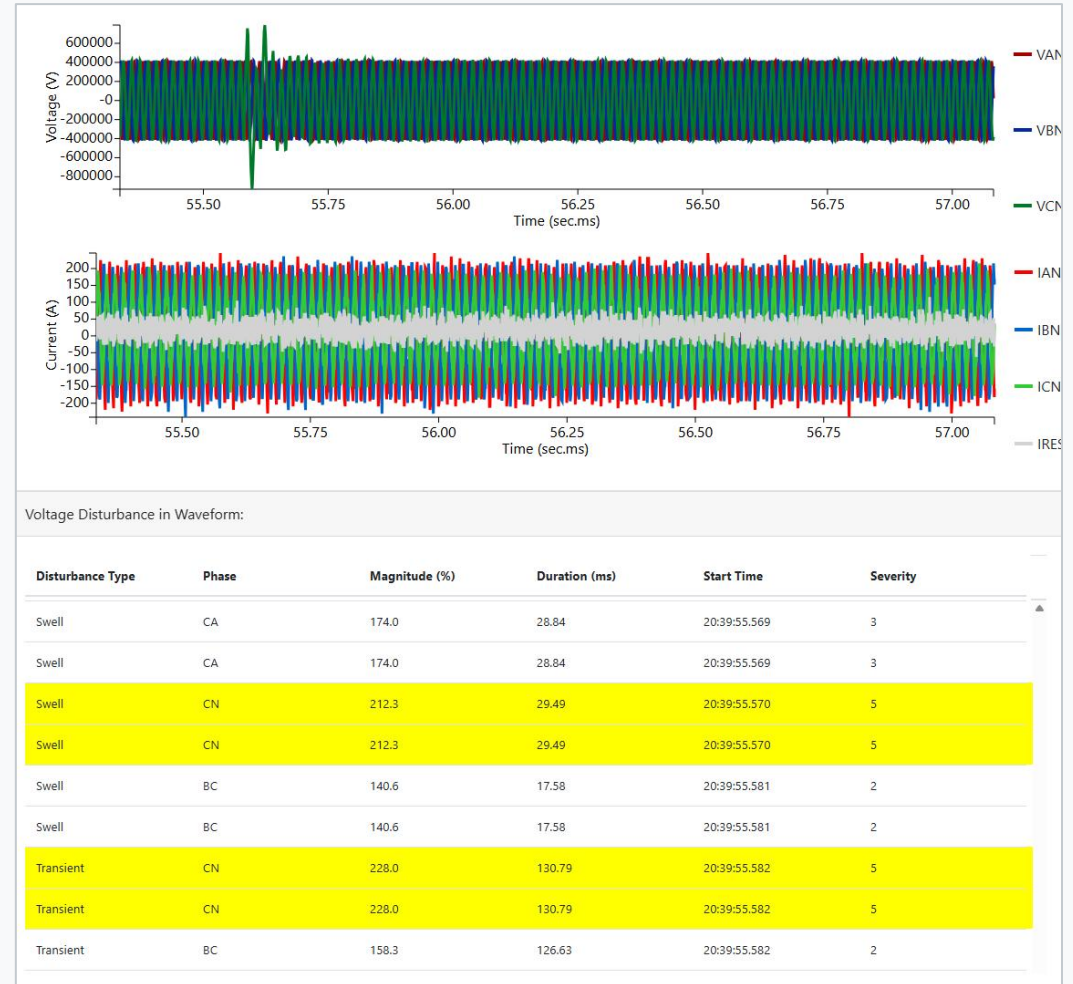 600000
400000
200000
-0
-200000
-400000
-600000
-800000
Voltage (V)
55.50 55.75 56.00 56.25 56.50 56.75 57.00
Time (sec.ms)
VAN
VBN
VCN
200
150
100
50
0
-50
-100
-150
-200
Current (A)
55.50 55.75 56.00 56.25 56.50 56.75 57.00
Time (sec.ms)
IAN
IBN
ICN
IRES
Voltage Disturbance in Waveform:
Disturbance Type Phase Magnitude (%) Duration (ms) Start Time Severity
Swell CA 174.0 28.84 20:39:55.569 3
Swell CA 174.0 28.84 20:39:55.569 3
Swell CN 212.3 29.49 20:39:55.570 5
Swell CN 212.3 29.49 20:39:55.570 5
Swell BC 140.6 17.58 20:39:55.581 2
Swell BC 140.6 17.58 20:39:55.581 2
Transient CN 228.0 130.79 20:39:55.582 5
Transient CN 228.0 130.79 20:39:55.582 5
Transient BC 158.3 126.63 20:39:55.582 2